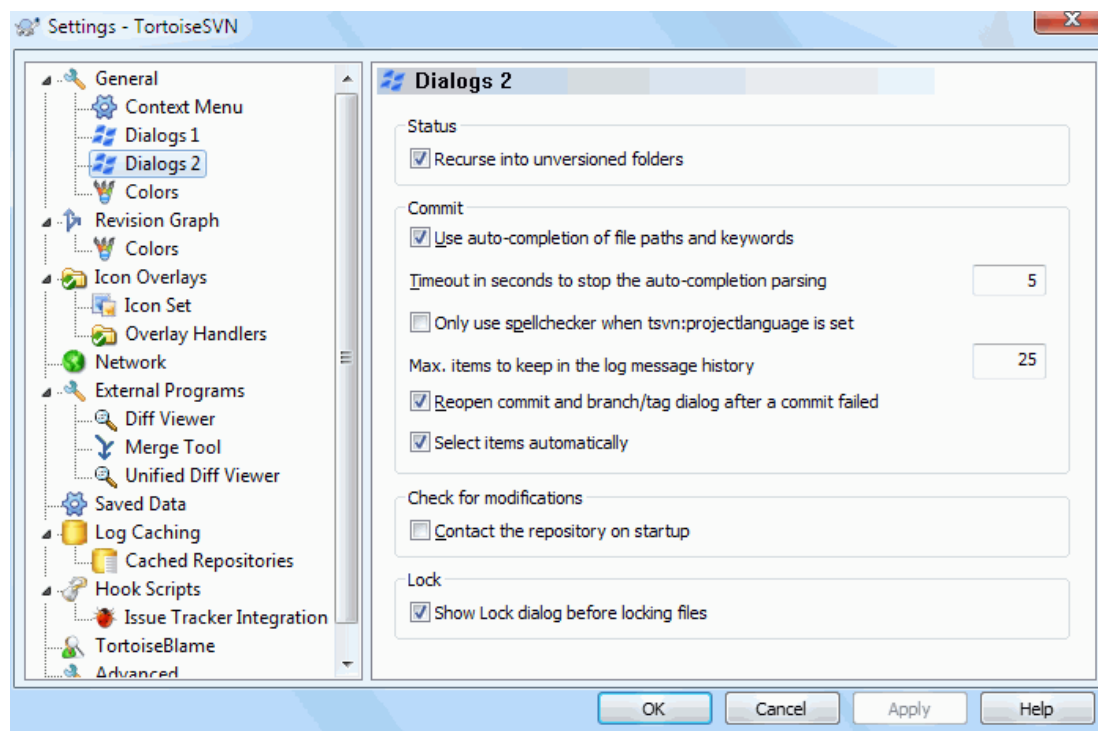 Settings - TortoiseSVN
General
Context Menu
Dialogs 1
Dialogs 2
Colors
Revision Graph
Colors
Icon Overlays
Icon Set
Overlay Handlers
Network
External Programs
Diff Viewer
Merge Tool
Unified Diff Viewer
Saved Data
Log Caching
Cached Repositories
Hook Scripts
Issue Tracker Integration
TortoiseBlame
Advanced
Dialogs 2
Status
Recurse into unversioned folders
Commit
Use auto-completion of file paths and keywords
Timeout in seconds to stop the auto-completion parsing 5
Only use spellchecker when tsvn:projectlanguage is set
Max. items to keep in the log message history 25
Reopen commit and branch/tag dialog after a commit failed
Select items automatically
Check for modifications
Contact the repository on startup
Lock
Show Lock dialog before locking files
OK Cancel Apply Help